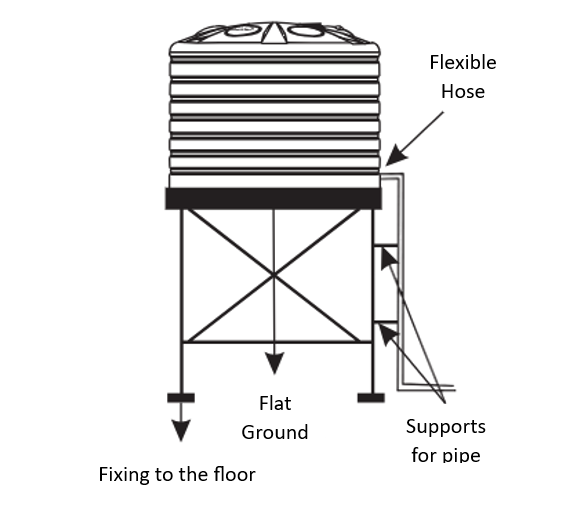 Flexible
Hose
Flat
Ground
Supports
for pipe
Fixing to the floor